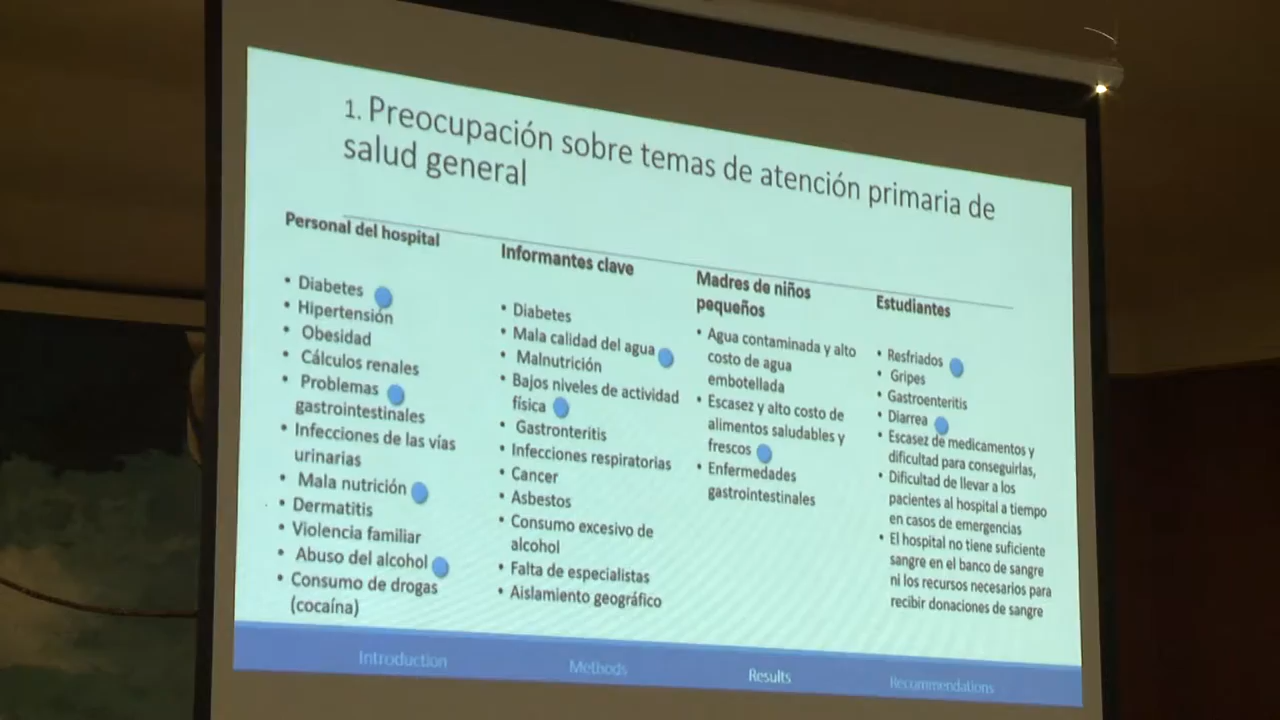 1. Preocupación sobre temas de atención primaria de
salud general
Personal del hospital
• Diabetes
• Hipertensión
• Obesidad
• Cálculos renales
• Problemas
gastrointestinales
• Infecciones de las vías
urinarias
• Mala nutrición
• Dermatitis
• Violencia familiar
• Abuso del alcohol
• Consumo de drogas
(cocaína)
Informantes clave
• Diabetes
• Mala calidad del agua
• Malnutrición
• Bajos niveles de actividad
física
• Gastronteritis
• Infecciones respiratorias
• Cancer
• Asbestos
• Consumo excesivo de
alcohol
• Falta de especialistas
• Aislamiento geográfico
Madres de niños
pequeños
• Agua contaminada y alto
costo de agua
embotellada
• Escasez y alto costo de
alimentos saludables y
frescos
• Enfermedades
gastrointestinales
Estudiantes
• Resfriados
• Gripes
• Gastroenteritis
• Diarrea
• Escasez de medicamentos y
dificultad para conseguirlas,
• Dificultad de llevar a los
pacientes al hospital a tiempo
en casos de emergencias
• El hospital no tiene suficiente
sangre en el banco de sangre
ni los recursos necesarios para
recibir donaciones de sangre
Introduction
Methods
Results
Recommendations